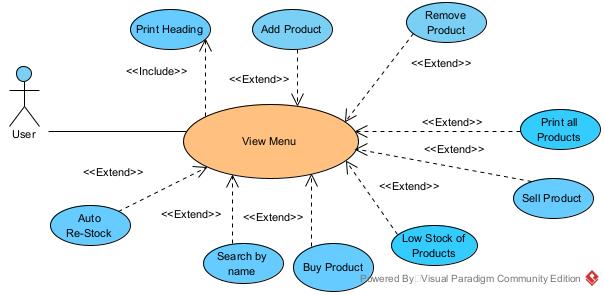 Print Heading
Add Product
Remove
Product
<<Include>>
<<Extend>>
<<Extend>>
User
View Menu
<<Extend>>
Print all
Products
<<Extend>>
<<Extend>>
Sell Product
<<Extend>>
Auto
Re-Stock
<<Extend>>
<<Extend>>
Search by
name
Buy Product
Low Stock of
Products
Powered By Visual Paradigm Community Edition